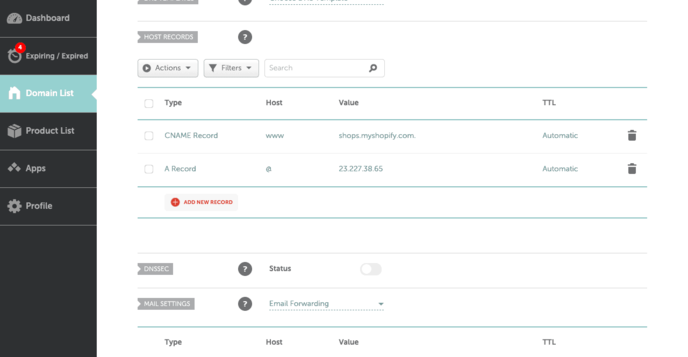 Dashboard
4
Expiring / Expired
Domain List
Product List
Apps
Profile
HOST RECORDS ?
Actions Filters Search
Type Host Value TTL
CNAME Record www shops.myshopify.com. Automatic
A Record @ 23.227.38.65 Automatic
ADD NEW RECORD
DNSSEC ? Status
MAIL SETTINGS ? Email Forwarding
Type Host Value TTL